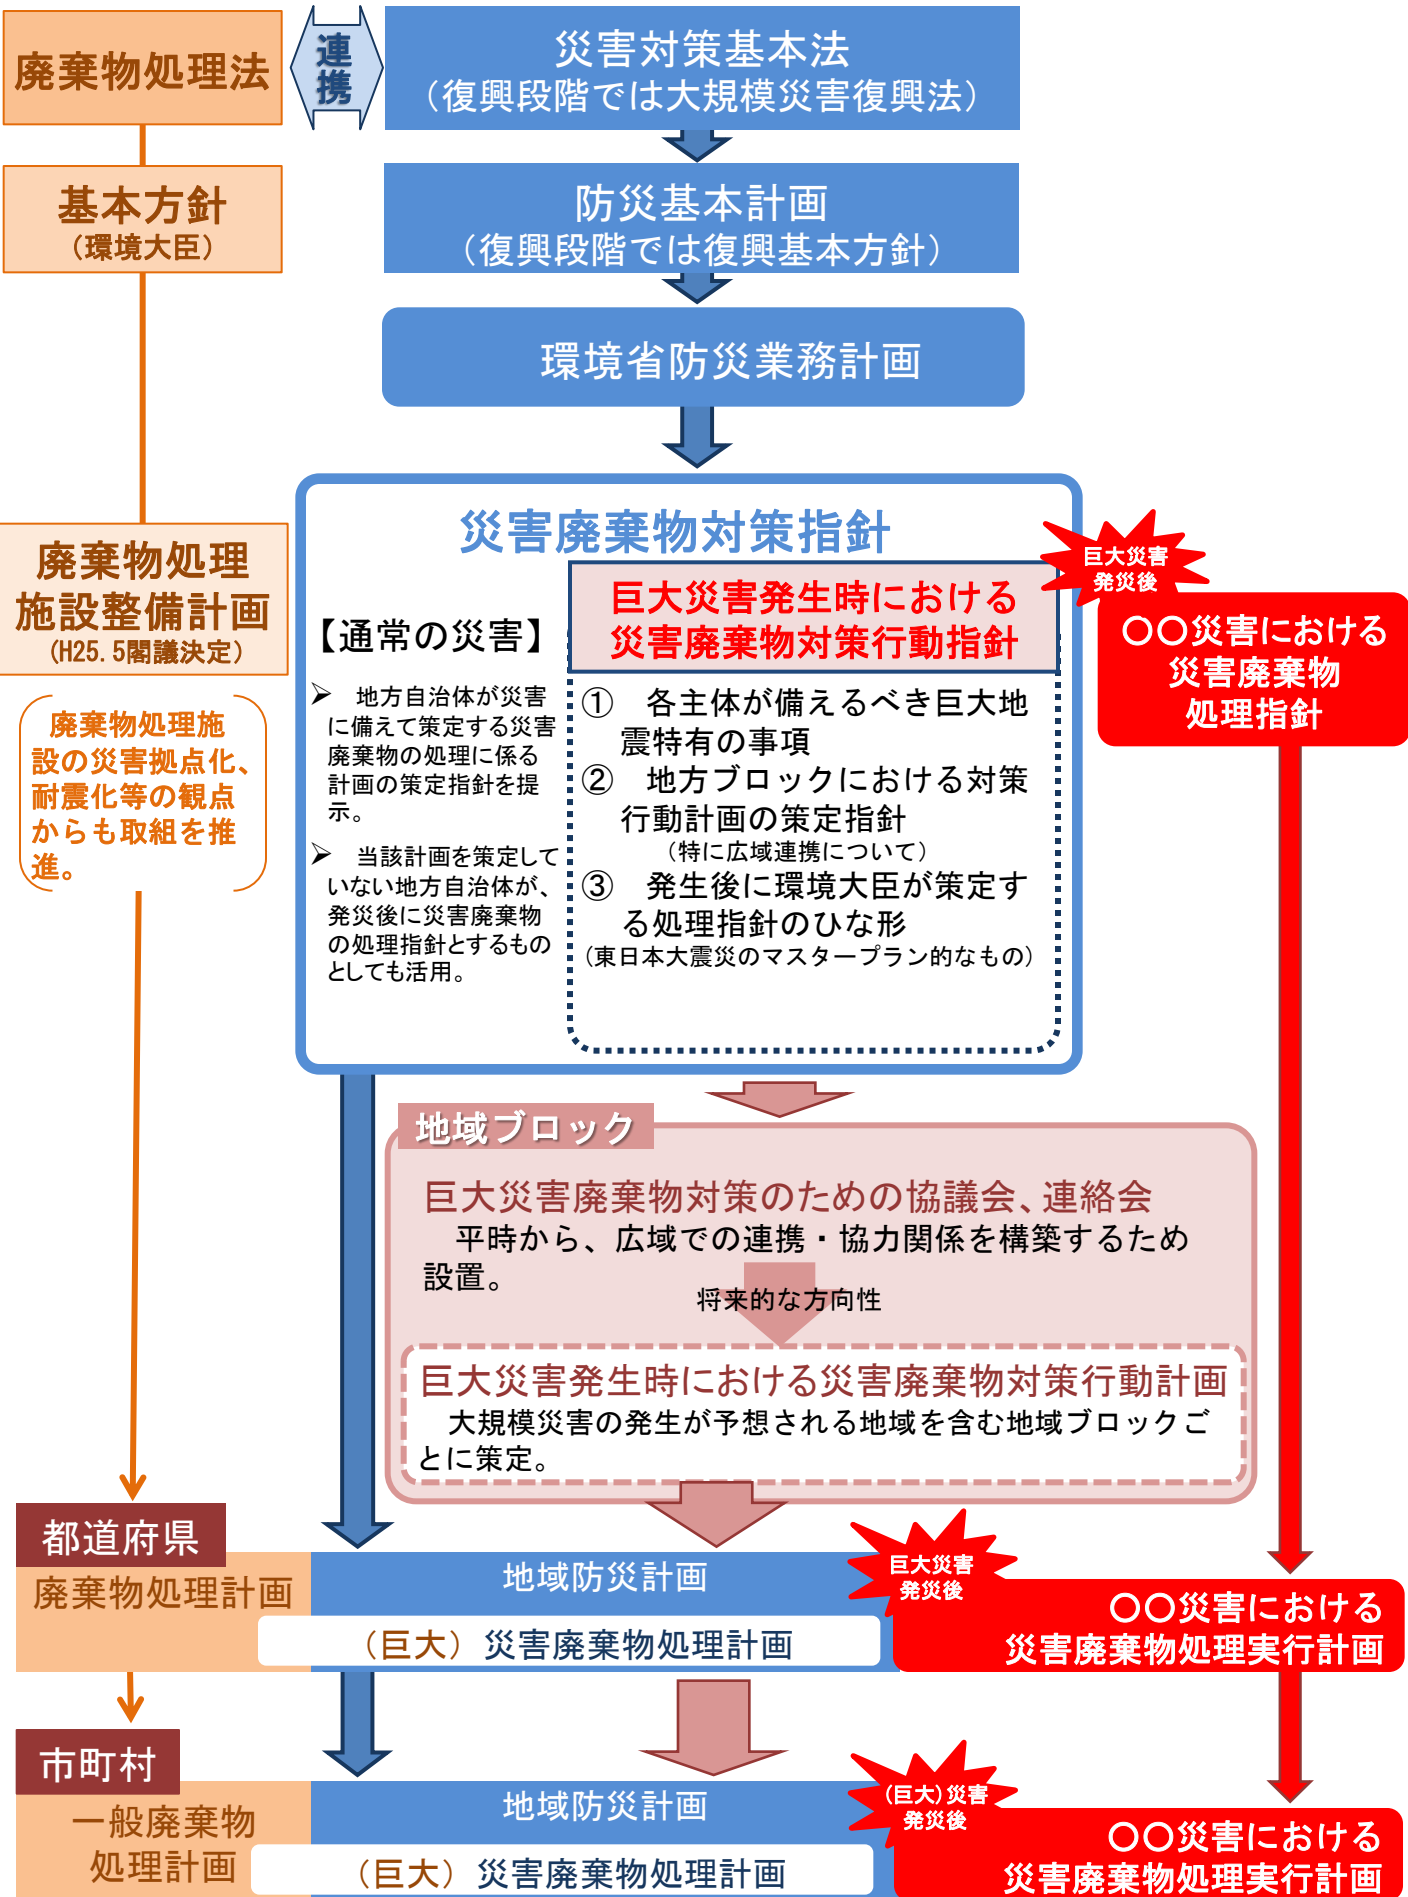 廃棄物処理法
連
携
災害対策基本法
（復興段階では大規模災害復興法）
基本方針
（環境大臣）
防災基本計画
（復興段階では復興基本方針）
環境省防災業務計画
廃棄物処理
施設整備計画
(H25.5閣議決定)
廃棄物処理施
設の災害拠点化、
耐震化等の観点
からも取組を推
進。
災害廃棄物対策指針
【通常の災害】
➢　地方自治体が災害
に備えて策定する災害
廃棄物の処理に係る
計画の策定指針を提
示。
➢　当該計画を策定して
いない地方自治体が、
発災後に災害廃棄物
の処理指針とするもの
としても活用。
巨大災害発生時における
災害廃棄物対策行動指針
①　各主体が備えるべき巨大地
震特有の事項
②　地方ブロックにおける対策
行動計画の策定指針
（特に広域連携について）
③　発生後に環境大臣が策定す
る処理指針のひな形
（東日本大震災のマスタープラン的なもの）
巨大災害
発災後
〇〇災害における
災害廃棄物
処理指針
地域ブロック
巨大災害廃棄物対策のための協議会、連絡会
平時から、広域での連携・協力関係を構築するため
設置。
将来的な方向性
巨大災害発生時における災害廃棄物対策行動計画
大規模災害の発生が予想される地域を含む地域ブロックご
とに策定。
都道府県
廃棄物処理計画
地域防災計画
（巨大）災害廃棄物処理計画
巨大災害
発災後
〇〇災害における
災害廃棄物処理実行計画
市町村
一般廃棄物
処理計画
地域防災計画
（巨大）災害廃棄物処理計画
(巨大)災害
発災後
〇〇災害における
災害廃棄物処理実行計画